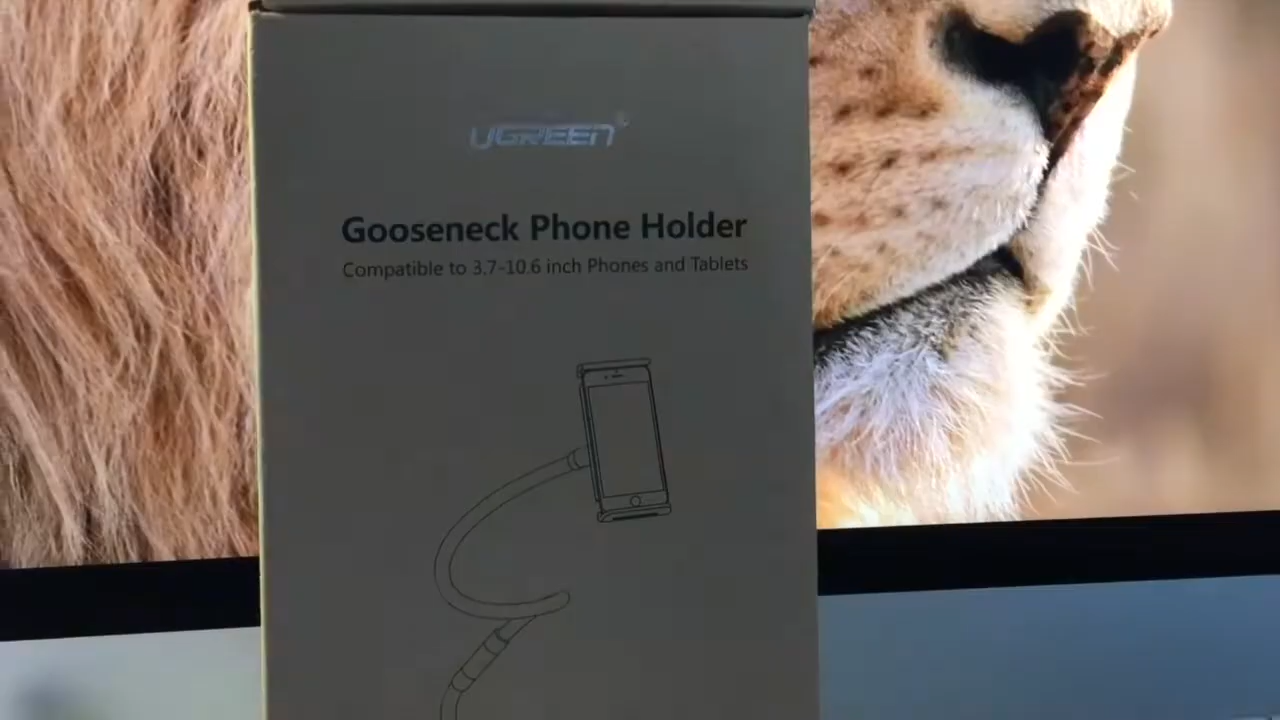 UGREEN
Gooseneck Phone Holder
Compatible to 3.7-10.6 inch Phones and Tablets